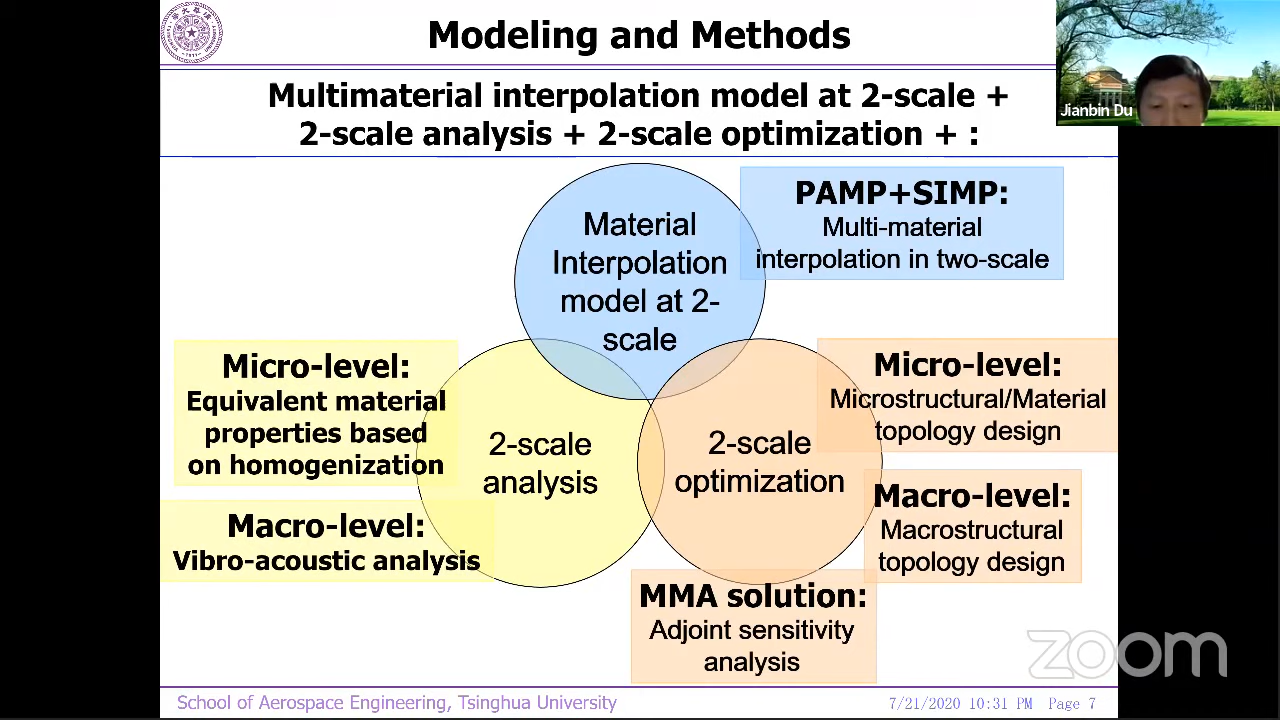 Modeling and Methods
Multimaterial interpolation model at 2-scale +
2-scale analysis + 2-scale optimization + :
Jianbin Du
Material
Interpolation
model at 2-
scale
PAMP+SIMP:
Multi-material
interpolation in two-scale
Micro-level:
Equivalent material
properties based
on homogenization
Macro-level:
Vibro-acoustic analysis
2-scale
analysis
2-scale
optimization
Micro-level:
Microstructural/Material
topology design
Macro-level:
Macrostructural
topology design
MMA solution:
Adjoint sensitivity
analysis
zoom
School of Aerospace Engineering, Tsinghua University
7/21/2020 10:31 PM Page 7